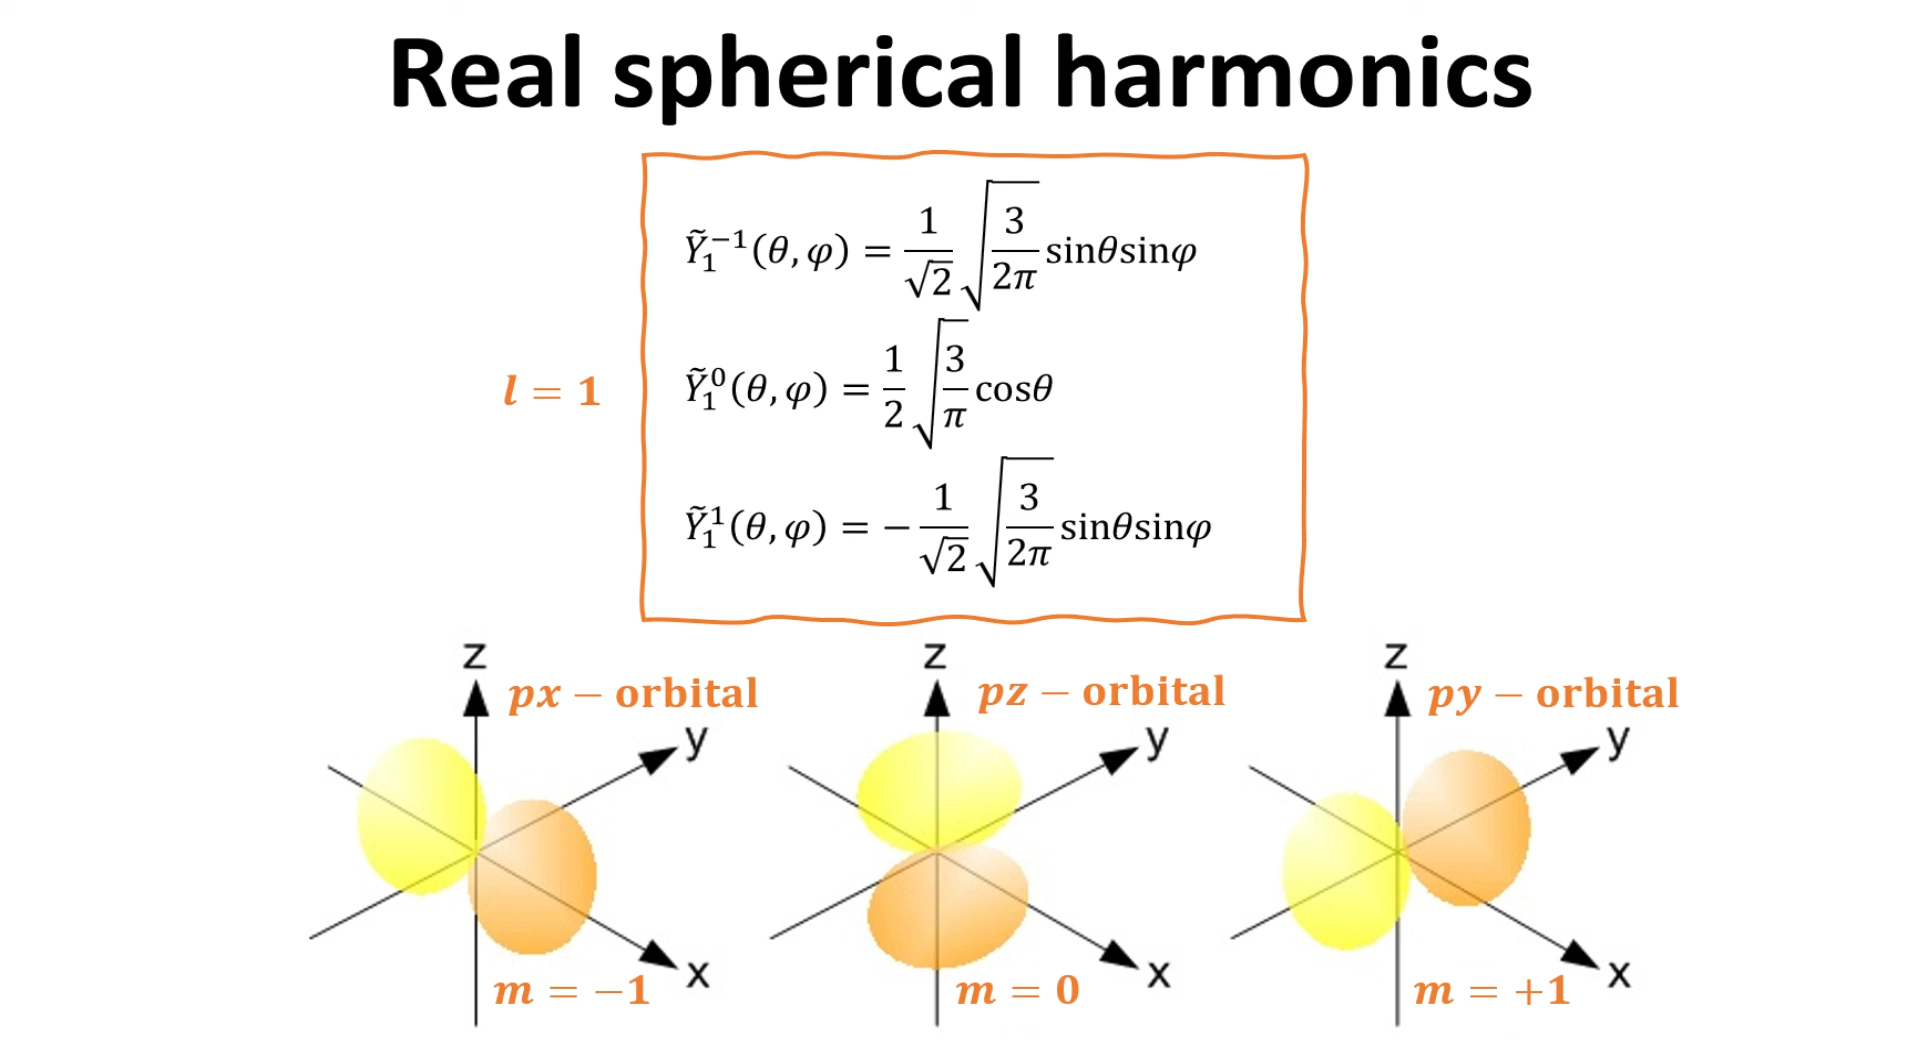 Real spherical harmonics
Ỹ₁⁻¹(θ, φ) = 1/√2 √(3/2π) sinθsinφ
l = 1
Ỹ₁⁰(θ, φ) = 1/2 √(3/π) cosθ
Ỹ₁¹(θ, φ) = − 1/√2 √(3/2π) sinθsinφ
z
px − orbital
y
x
m = −1
z
pz − orbital
y
x
m = 0
z
py − orbital
y
x
m = +1